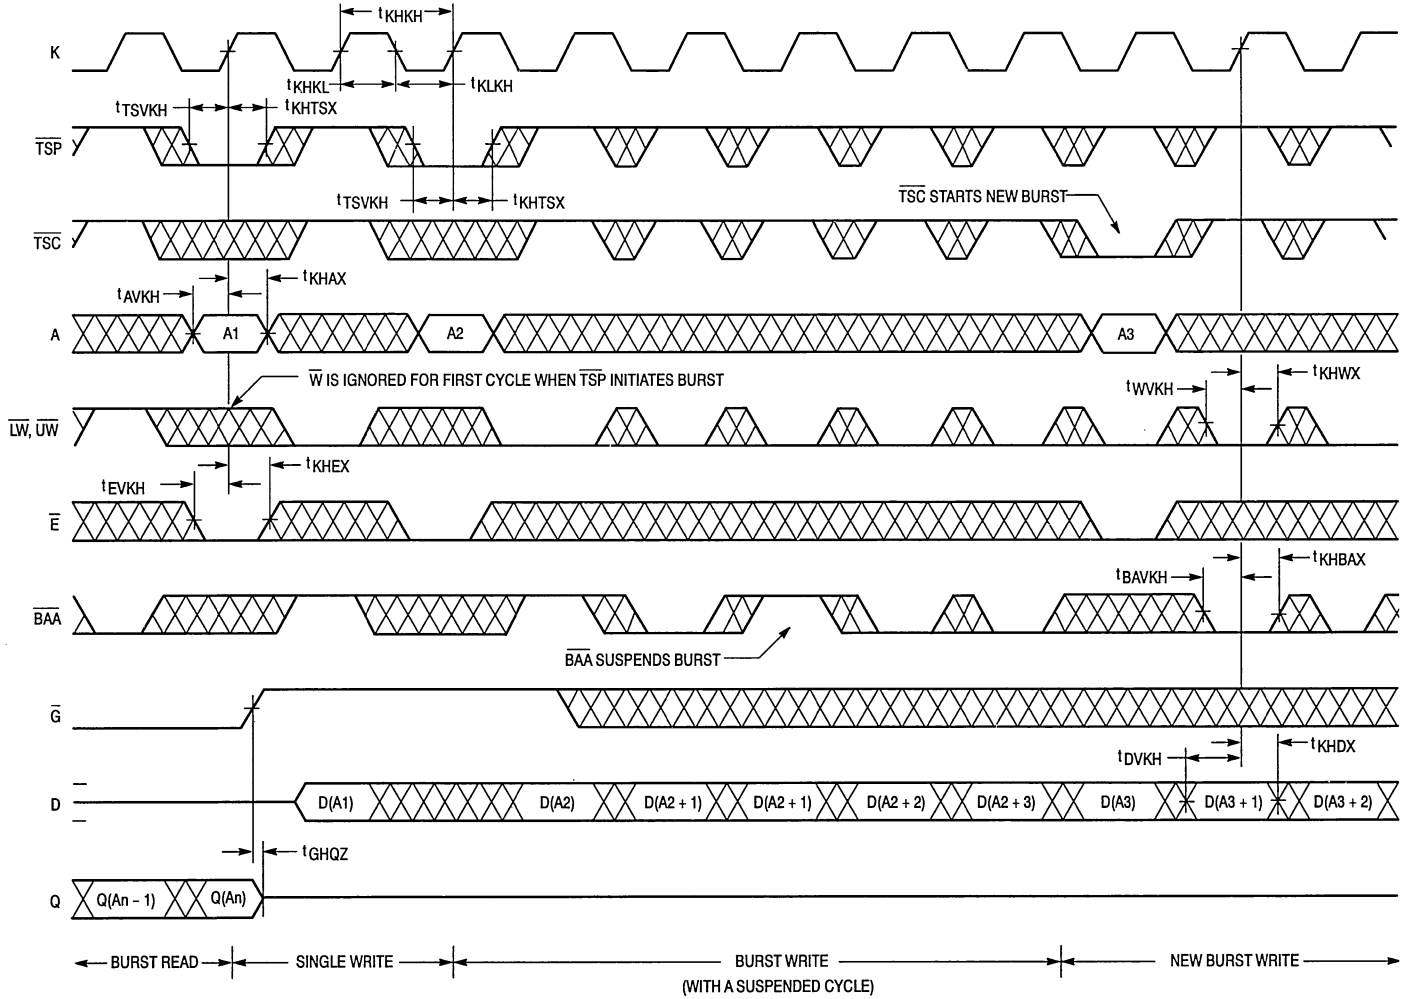 tKHKH
K
tKHKL
tKLKH
tTSVKH
tKHTSX
TSP
tTSVKH
tKHTSX
TSC STARTS NEW BURST
TSC
tKHAX
tAVKH
A
A1
A2
A3
W IS IGNORED FOR FIRST CYCLE WHEN TSP INITIATES BURST
tKHWX
tWVKH
LW, UW
tKHEX
tEVKH
E
tKHBAX
tBAVKH
BAA
BAA SUSPENDS BURST
G
tKHDX
tDVKH
D
D(A1)
D(A2)
D(A2 + 1)
D(A2 + 1)
D(A2 + 2)
D(A2 + 3)
D(A3)
D(A3 + 1)
D(A3 + 2)
tGHQZ
Q
Q(An – 1)
Q(An)
BURST READ
SINGLE WRITE
BURST WRITE
NEW BURST WRITE
(WITH A SUSPENDED CYCLE)